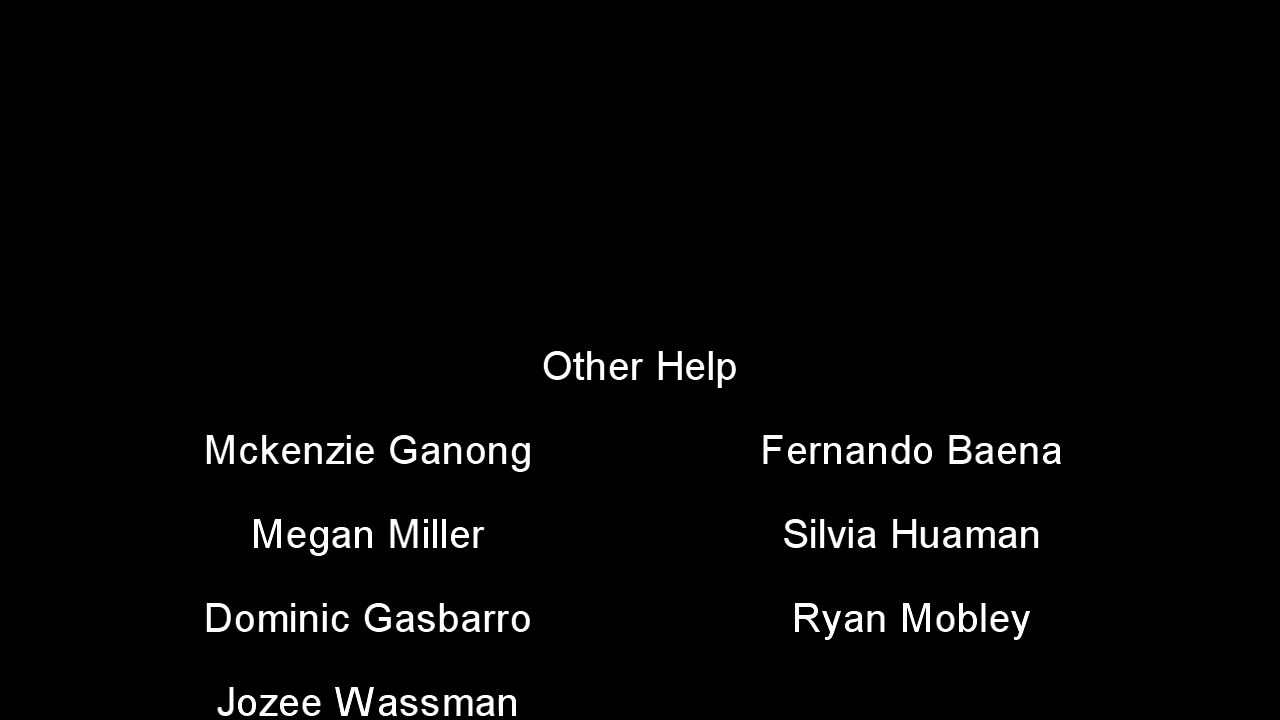 Other Help
Mckenzie Ganong Fernando Baena
Megan Miller Silvia Huaman
Dominic Gasbarro Ryan Mobley
Jozee Wassman